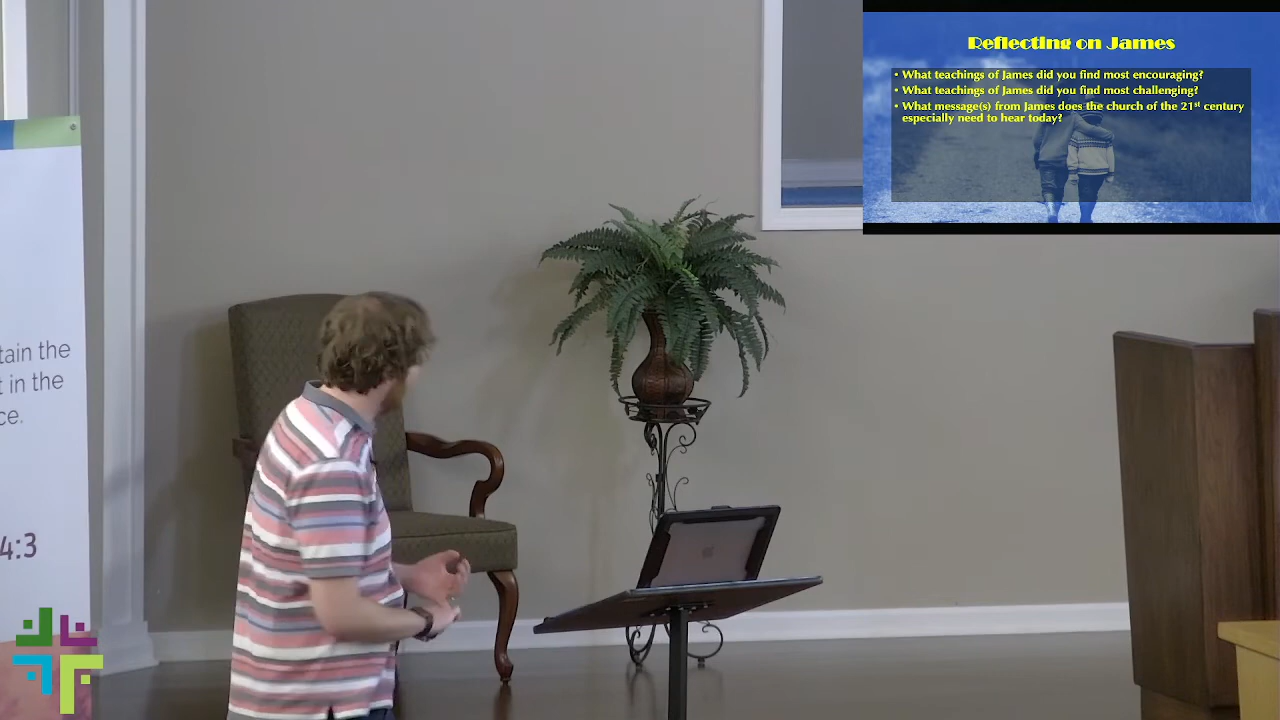 Reflecting on James
• What teachings of James did you find most encouraging?
• What teachings of James did you find most challenging?
• What message(s) from James does the church of the 21st century
especially need to hear today?
tain the
t in the
ce.
4:3